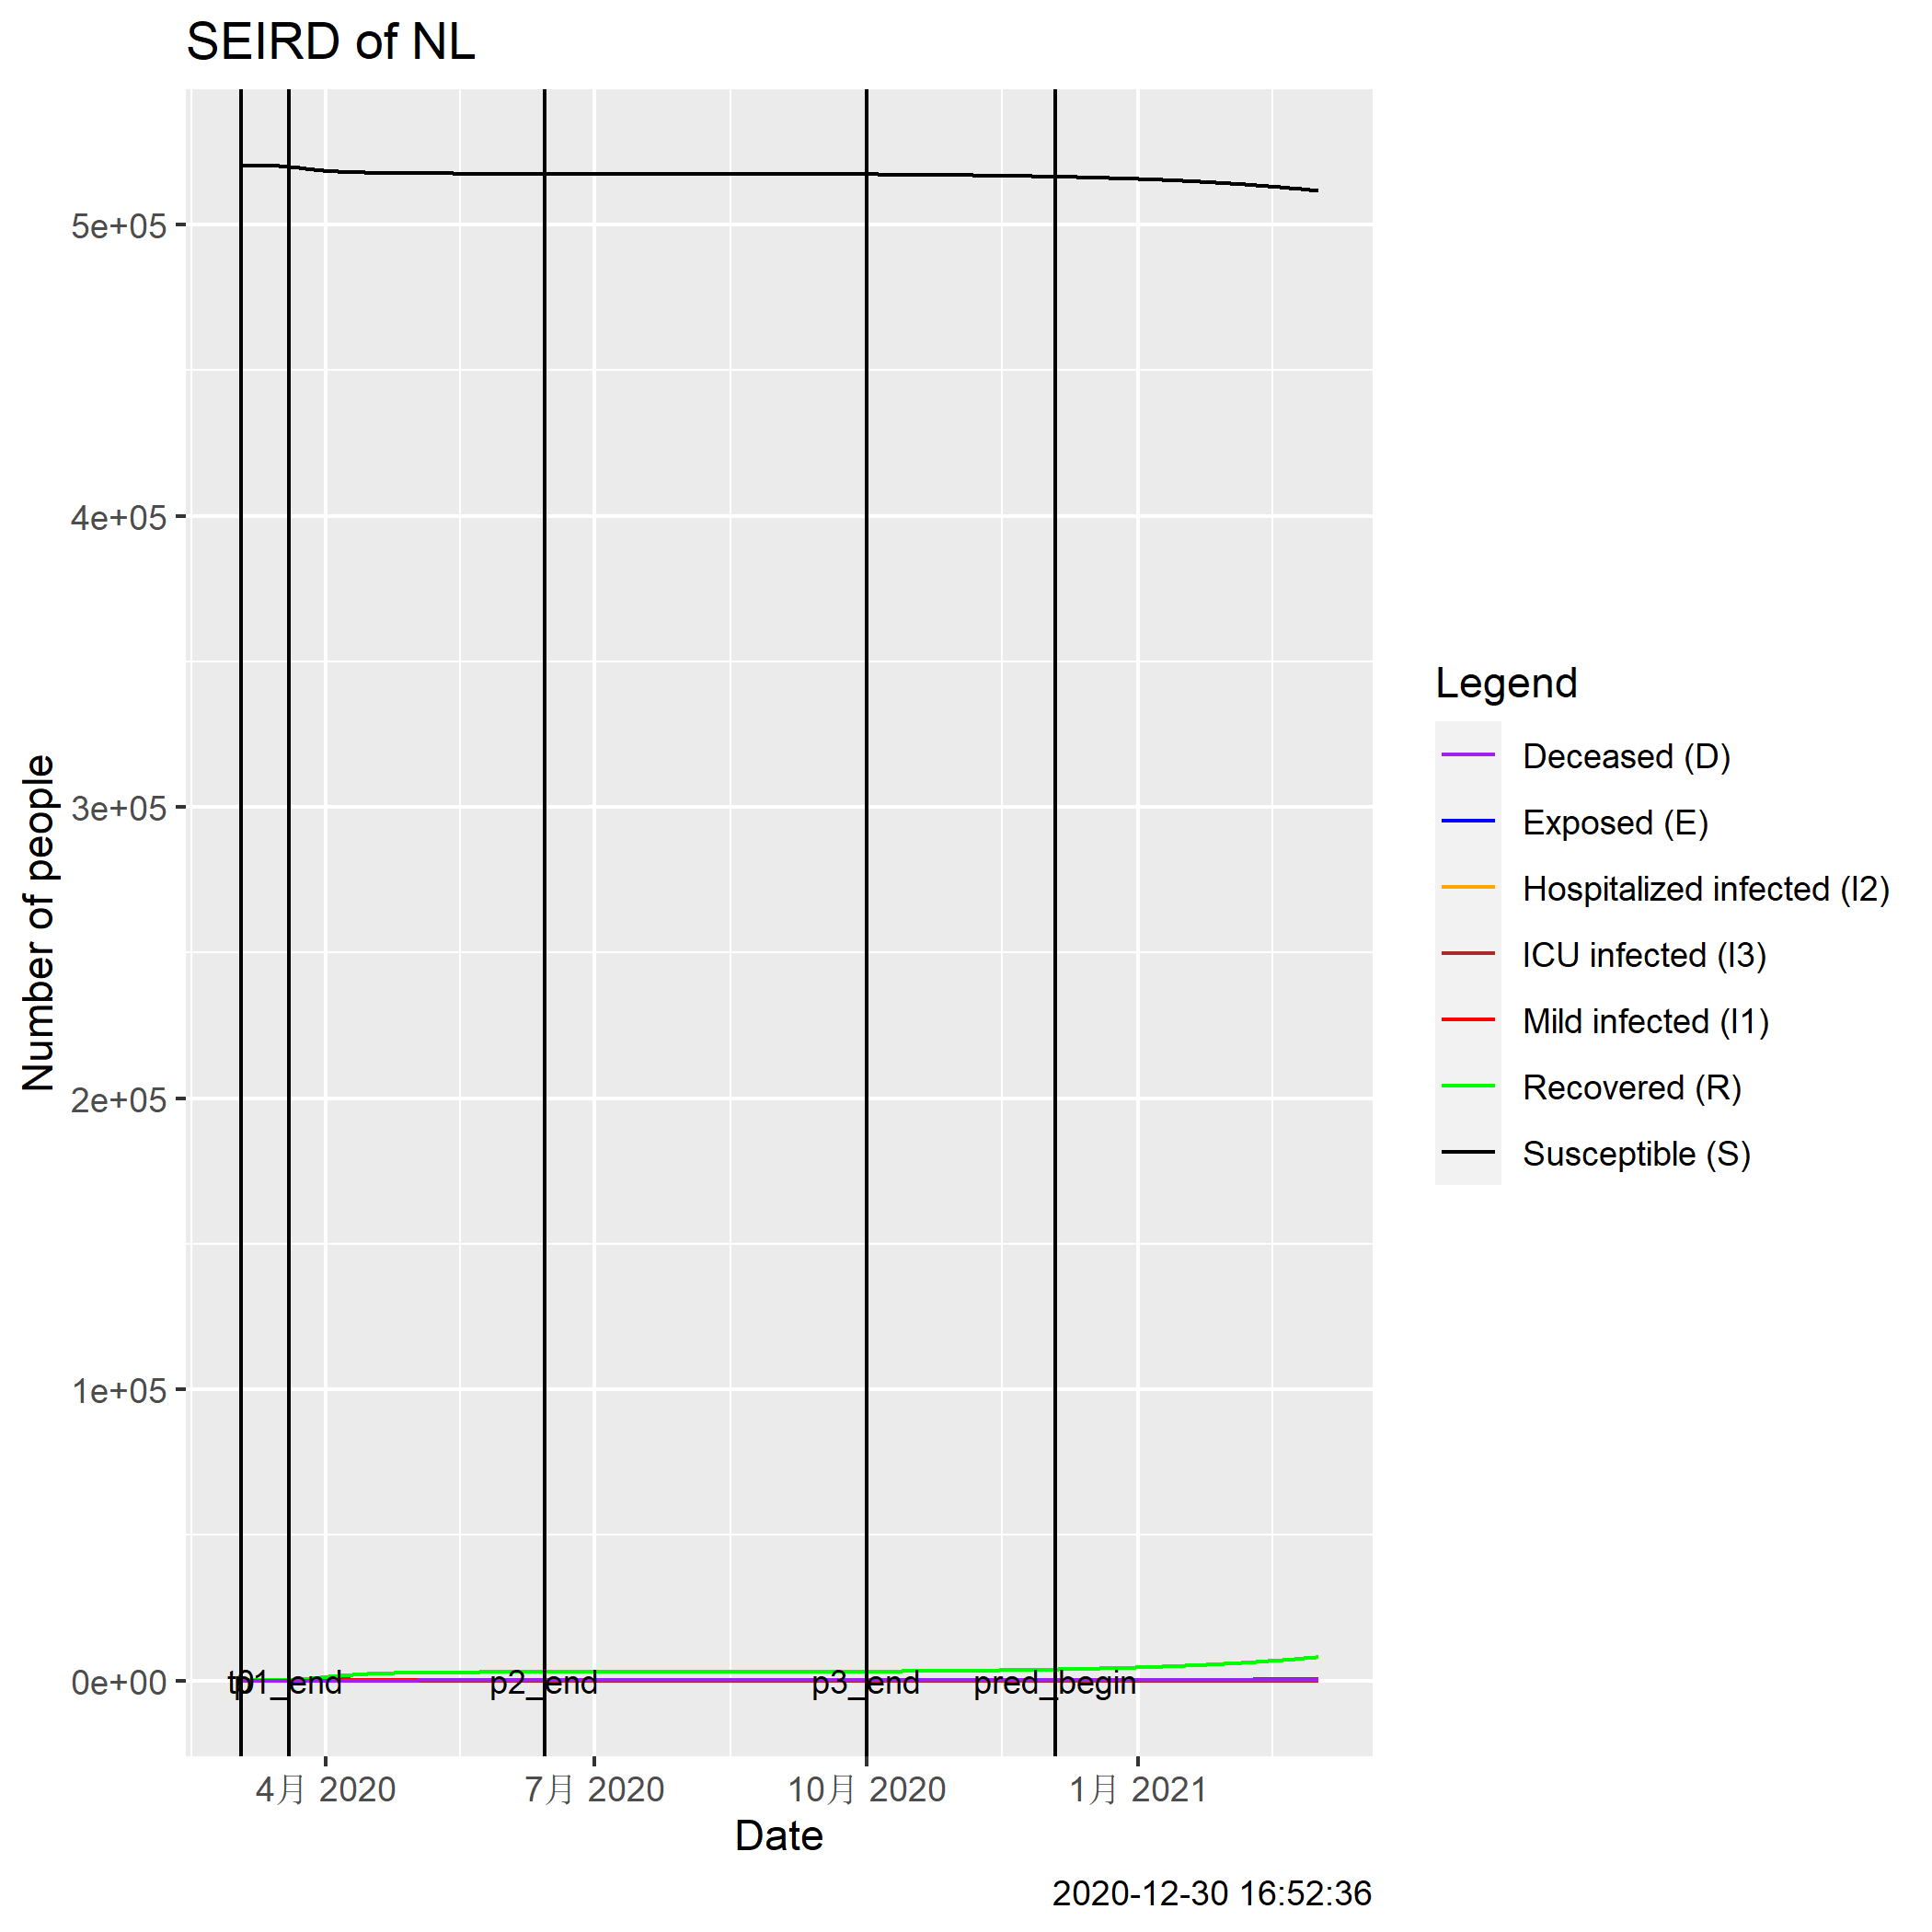 SEIRD of NL
Number of people
5e+05
4e+05
3e+05
2e+05
1e+05
0e+00
t0
p1_end
p2_end
p3_end
pred_begin
4月 2020
7月 2020
10月 2020
1月 2021
Date
2020-12-30 16:52:36
Legend
Deceased (D)
Exposed (E)
Hospitalized infected (I2)
ICU infected (I3)
Mild infected (I1)
Recovered (R)
Susceptible (S)